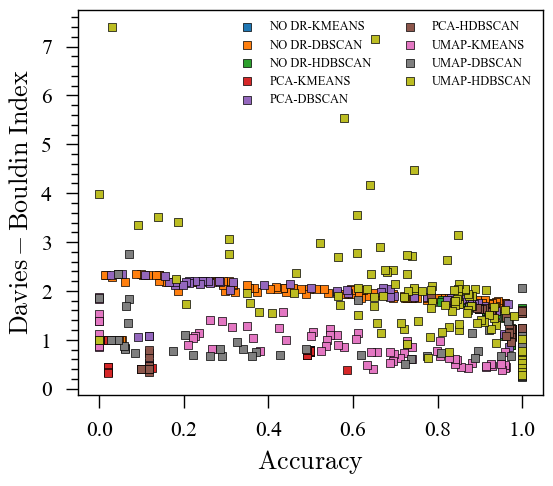 NO DR-KMEANS
NO DR-DBSCAN
NO DR-HDBSCAN
PCA-KMEANS
PCA-DBSCAN
PCA-HDBSCAN
UMAP-KMEANS
UMAP-DBSCAN
UMAP-HDBSCAN
7
6
5
4
3
2
1
0
Davies – Bouldin Index
0.0 0.2 0.4 0.6 0.8 1.0
Accuracy